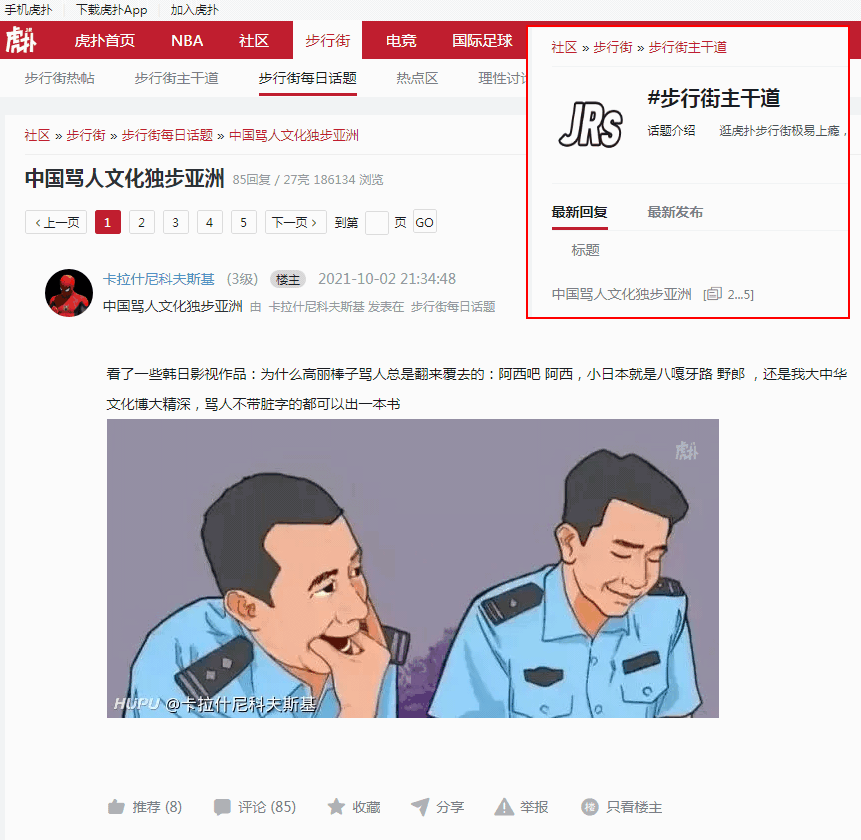 手机虎扑 下载虎扑App 加入虎扑
虎扑 虎扑首页 NBA 社区 步行街 电竞 国际足球
步行街热帖 步行街主干道 步行街每日话题 热点区 理性讨论
社区 » 步行街 » 步行街每日话题 » 中国骂人文化独步亚洲
中国骂人文化独步亚洲 85回复 / 27亮 186134 浏览
‹ 上一页 1 2 3 4 5 下一页 › 到第 页 GO
卡拉什尼科夫斯基 (3级) 楼主 2021-10-02 21:34:48
中国骂人文化独步亚洲 由 卡拉什尼科夫斯基 发表在 步行街每日话题
社区 » 步行街 » 步行街主干道
JRs
#步行街主干道
话题介绍 逛虎扑步行街极易上瘾，
最新回复 最新发布
标题
中国骂人文化独步亚洲 [ 2...5]
看了一些韩日影视作品：为什么高丽棒子骂人总是翻来覆去的：阿西吧 阿西，小日本就是八嘎牙路 野郎 ，还是我大中华
文化博大精深，骂人不带脏字的都可以出一本书
虎扑
HUPU @卡拉什尼科夫斯基
推荐 (8) 评论 (85) 收藏 分享 举报 楼 只看楼主